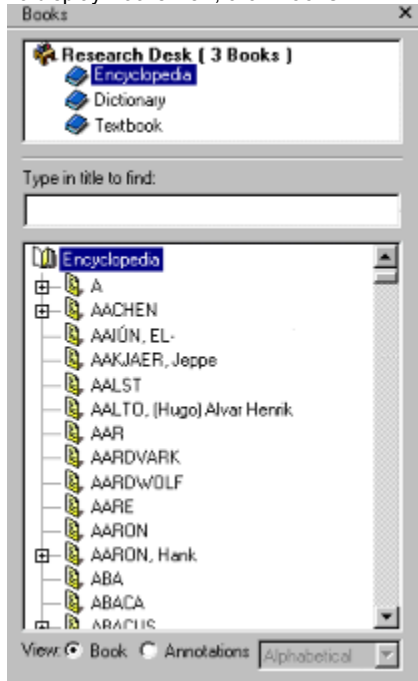 Books
Research Desk ( 3 Books )
Encyclopedia
Dictionary
Textbook
Type in title to find:
Encyclopedia
A
AACHEN
AAIÚN, EL-
AAKJAER, Jeppe
AALST
AALTO, (Hugo) Alvar Henrik
AAR
AARDVARK
AARDWOLF
AARE
AARON
AARON, Hank
ABA
ABACA
ABACUS
View: Book Annotations Alphabetical